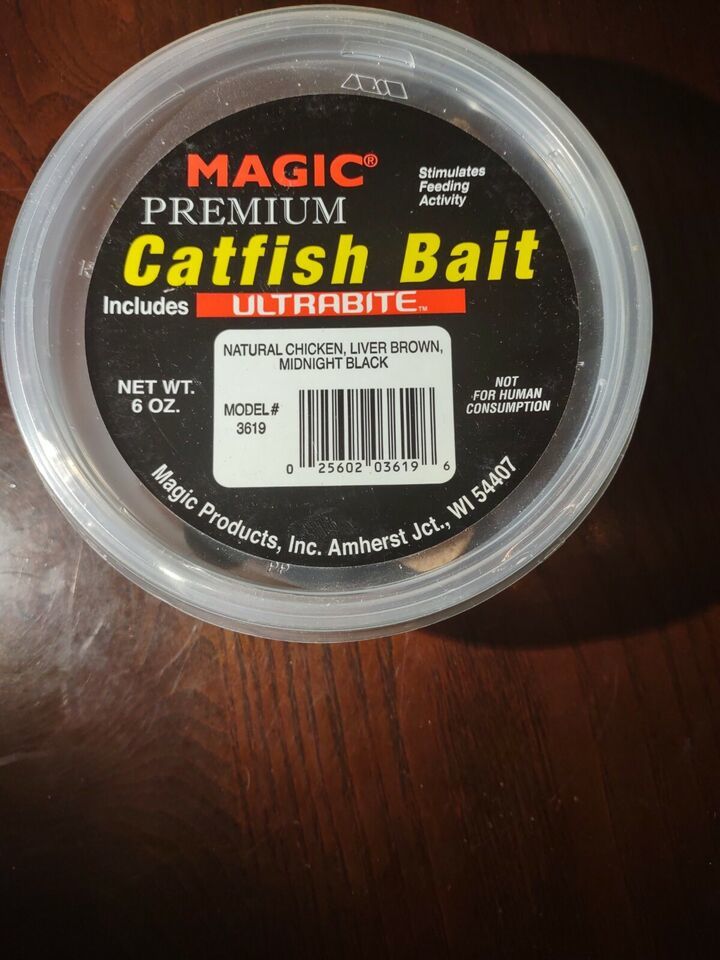 MAGIC®
PREMIUM
Catfish Bait
Includes ULTRABITE™
Stimulates
Feeding
Activity
NATURAL CHICKEN, LIVER BROWN,
MIDNIGHT BLACK
NET WT.
6 OZ.
MODEL#
3619
0 25602 03619 6
NOT
FOR HUMAN
CONSUMPTION
Magic Products, Inc. Amherst Jct., WI 54407
PP